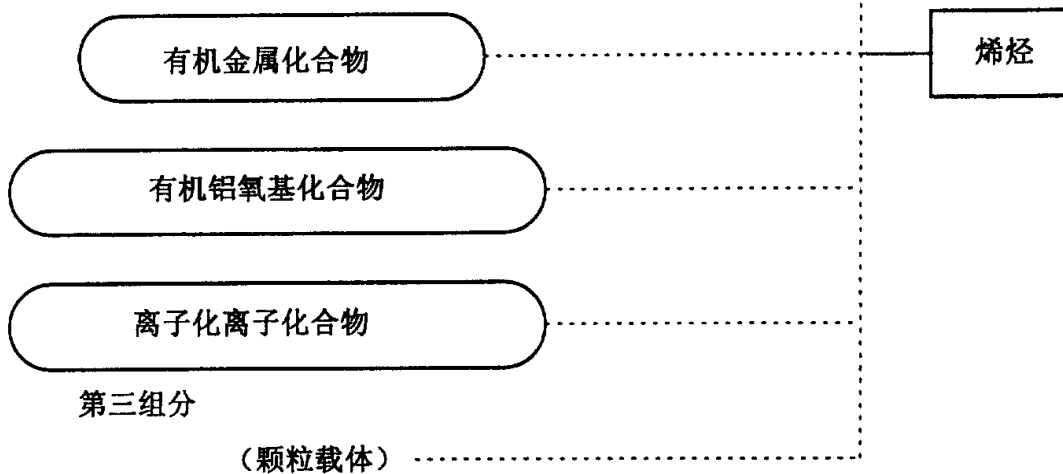 有机金属化合物
烯烃
有机铝氧基化合物
离子化离子化合物
第三组分
（颗粒载体）